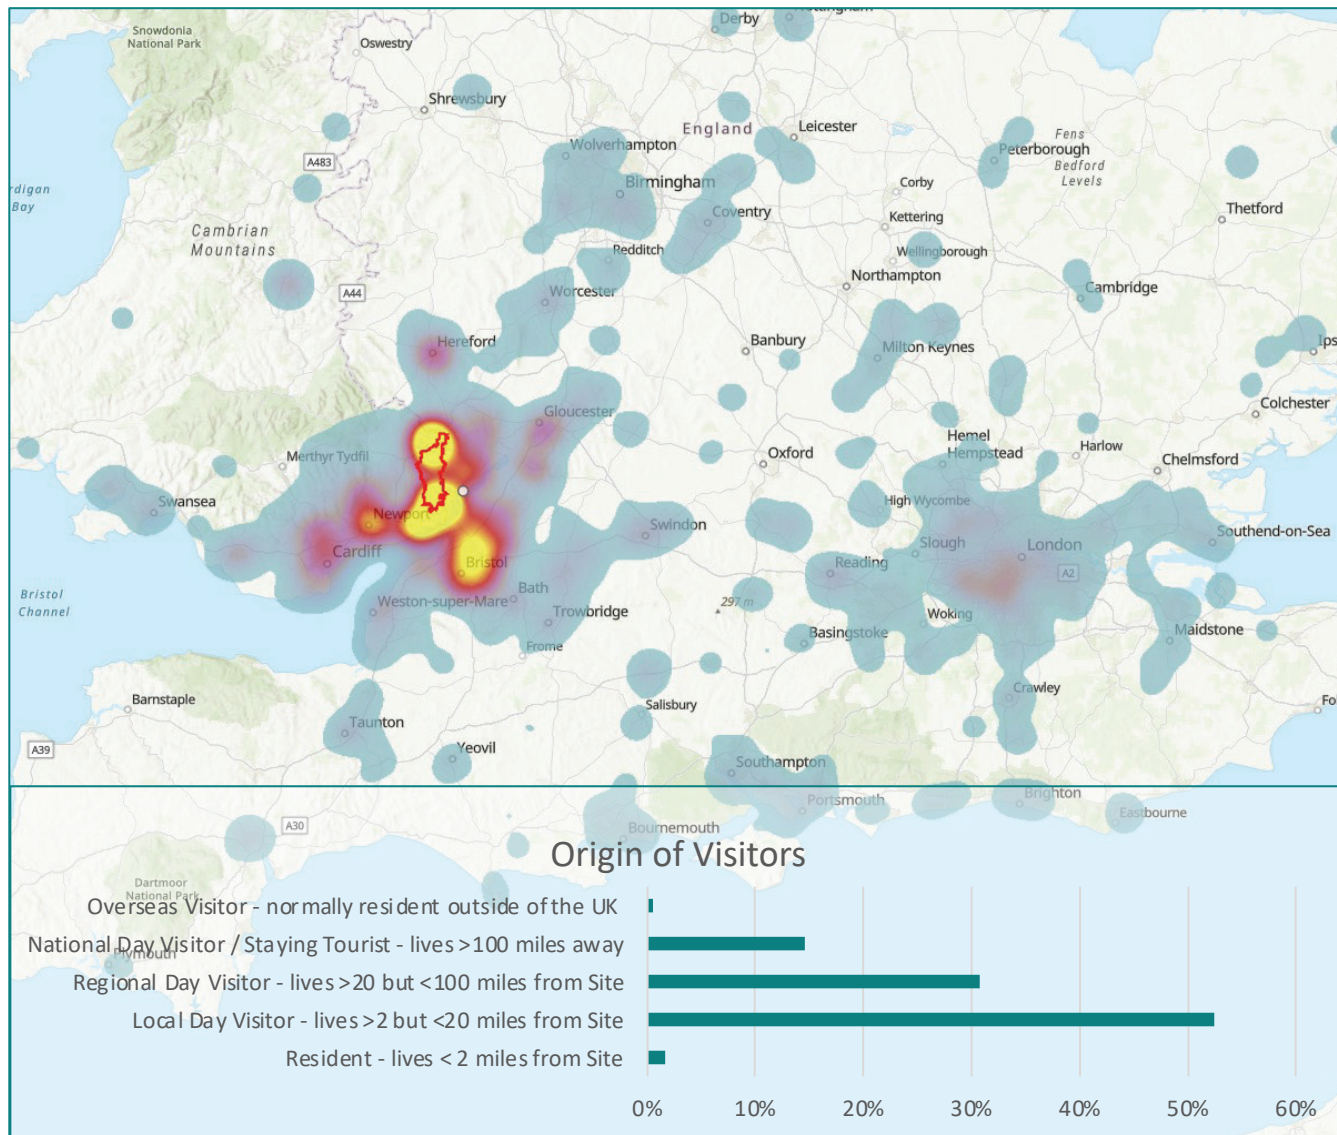 Snowdonia
National Park
Oswestry
Derby
Shrewsbury
England
Leicester
Wolverhampton
Fens
Peterborough
Bedford
Levels
A483
Birmingham
Corby
Thetford
Coventry
Kettering
Cambrian
Mountains
Redditch
Wellingborough
Northampton
Cambridge
A44
Worcester
Hereford
Banbury
Milton Keynes
Colchester
Gloucester
Hemel
Hempstead
Harlow
Merthyr Tydfil
Oxford
Chelmsford
Swansea
High Wycombe
Newport
Swindon
Southend-on-Sea
Cardiff
Slough
London
Bristol
Reading
A2
Bath
Bristol
Channel
Weston-super-Mare
297 m
Trowbridge
Woking
Basingstoke
Maidstone
Frome
Barnstaple
Crawley
Salisbury
Taunton
A39
Yeovil
Southampton
Portsmouth
Brighton
Eastbourne
A30
Bournemouth
Origin of Visitors
Dartmoor
National Park
Overseas Visitor - normally resident outside of the UK
National Day Visitor / Staying Tourist - lives >100 miles away
Plymouth
Regional Day Visitor - lives >20 but <100 miles from Site
Local Day Visitor - lives >2 but <20 miles from Site
Resident - lives < 2 miles from Site
0% 10% 20% 30% 40% 50% 60%